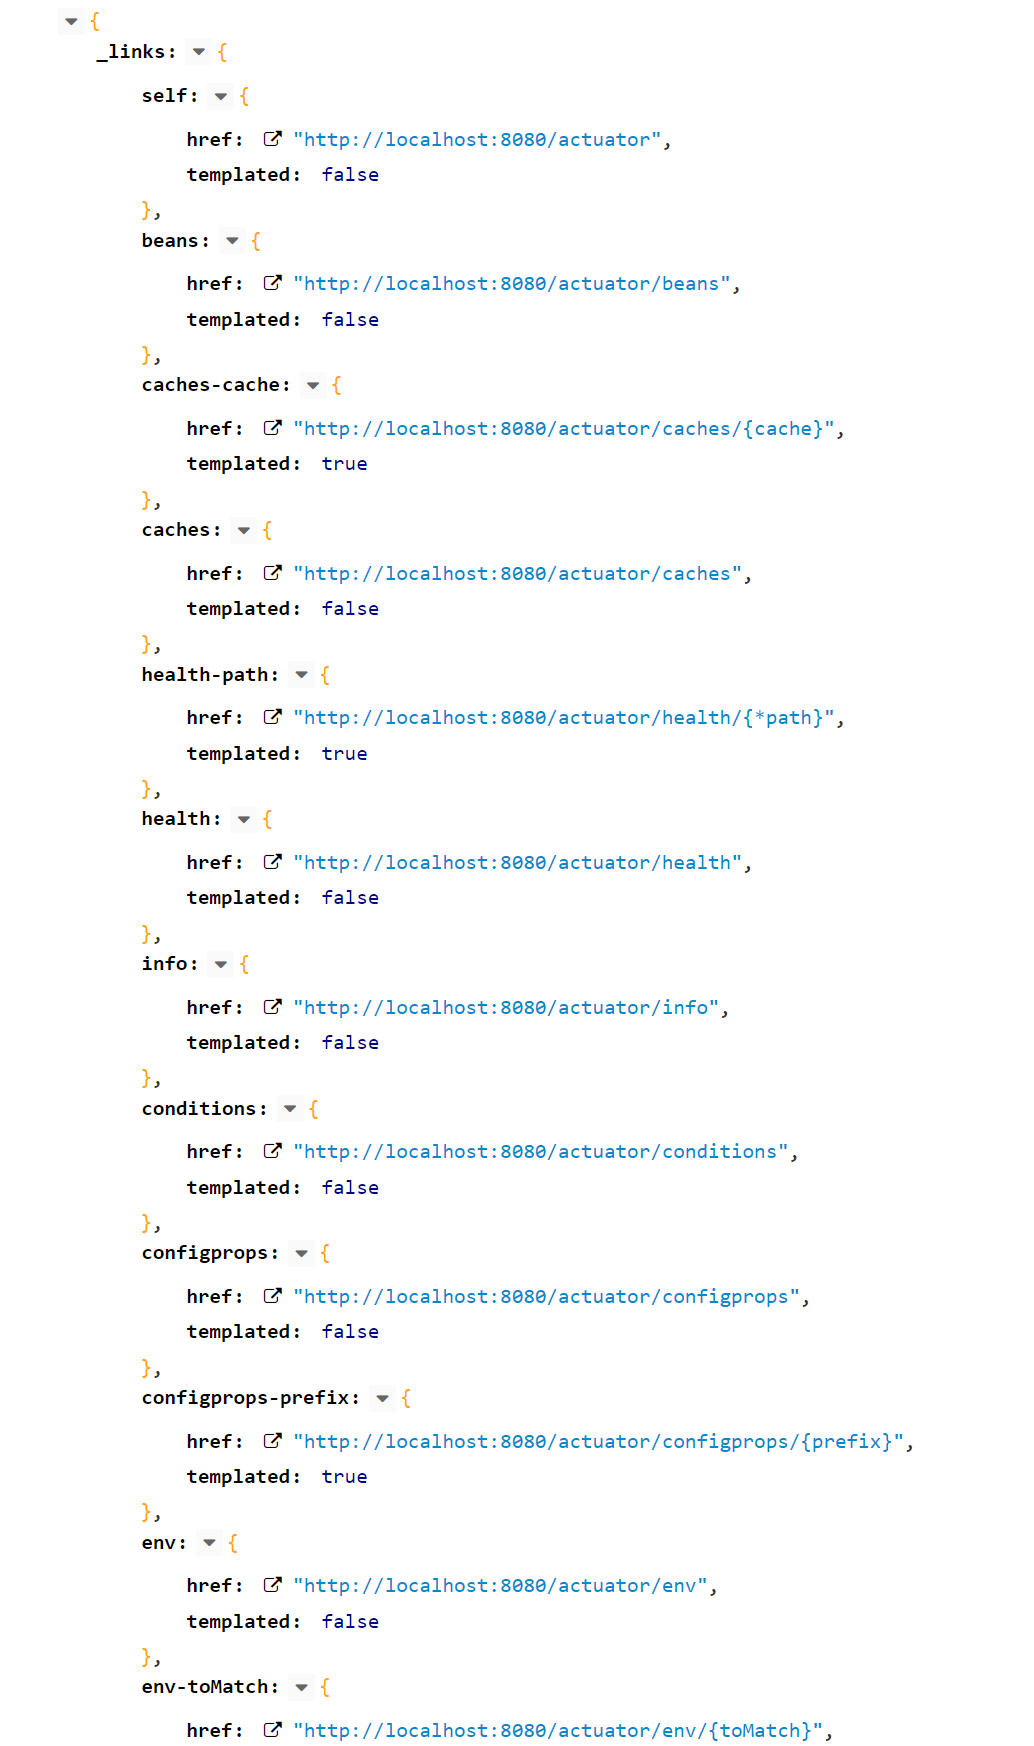 {
_links: {
self: {
href: "http://localhost:8080/actuator",
templated: false
},
beans: {
href: "http://localhost:8080/actuator/beans",
templated: false
},
caches-cache: {
href: "http://localhost:8080/actuator/caches/{cache}",
templated: true
},
caches: {
href: "http://localhost:8080/actuator/caches",
templated: false
},
health-path: {
href: "http://localhost:8080/actuator/health/{*path}",
templated: true
},
health: {
href: "http://localhost:8080/actuator/health",
templated: false
},
info: {
href: "http://localhost:8080/actuator/info",
templated: false
},
conditions: {
href: "http://localhost:8080/actuator/conditions",
templated: false
},
configprops: {
href: "http://localhost:8080/actuator/configprops",
templated: false
},
configprops-prefix: {
href: "http://localhost:8080/actuator/configprops/{prefix}",
templated: true
},
env: {
href: "http://localhost:8080/actuator/env",
templated: false
},
env-toMatch: {
href: "http://localhost:8080/actuator/env/{toMatch}",